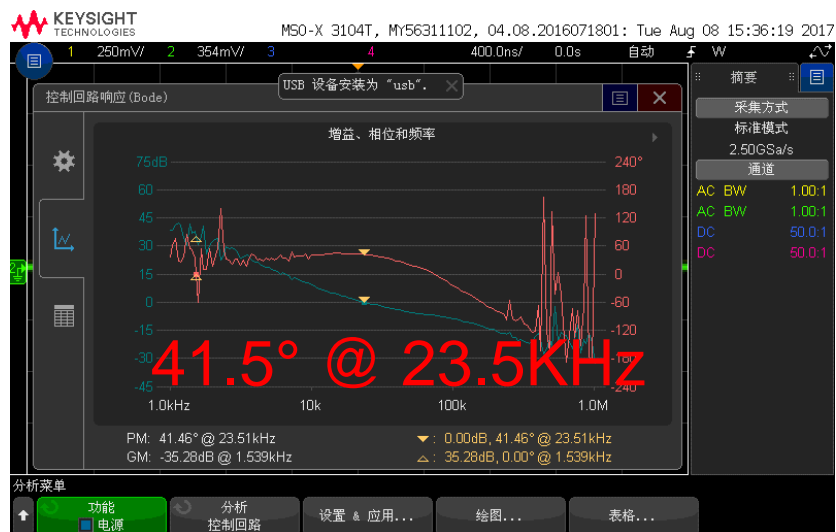 KEYSIGHT
TECHNOLOGIES
MSO-X 3104T, MY56311102, 04.08.2016071801: Tue Aug 08 15:36:19 2017
1 250mV/ 2 354mV/ 3 4 400.0ns/ 0.0s 自动 W
USB 设备安装为 "usb".
控制回路响应(Bode)
增益、相位和频率
75dB 240°
60 180
45 120
30 60
15 0
0 -60
-15 -120
-30 -180
-45 -240
41.5° @ 23.5KHz
1.0kHz 10k 100k 1.0M
PM: 41.46° @ 23.51kHz
GM: -35.28dB @ 1.539kHz
: 0.00dB, 41.46° @ 23.51kHz
: 35.28dB, 0.00° @ 1.539kHz
摘要
采集方式
标准模式
2.50GSa/s
通道
AC BW 1.00:1
AC BW 1.00:1
DC 50.0:1
DC 50.0:1
2
分析菜单
功能
电源
分析
控制回路
设置 & 应用...
绘图...
表格...